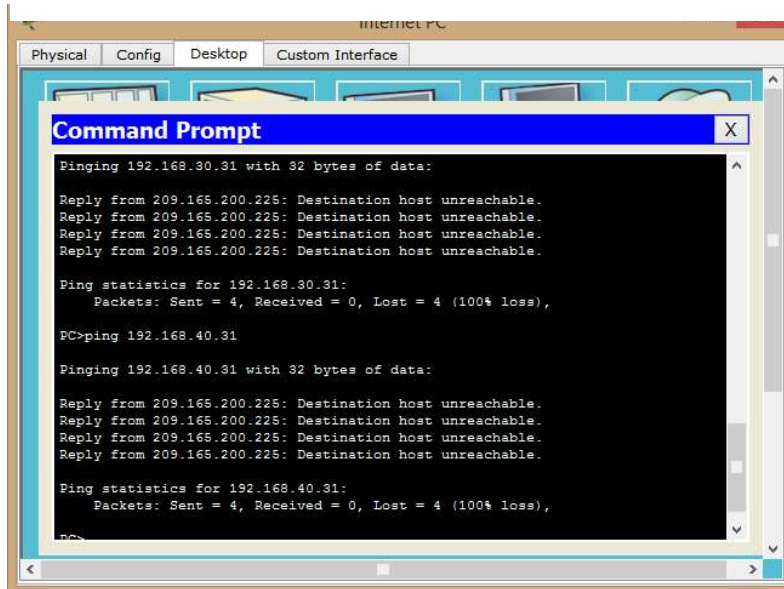 Internet PC
Physical Config Desktop Custom Interface
Command Prompt X
Pinging 192.168.30.31 with 32 bytes of data:
Reply from 209.165.200.225: Destination host unreachable.
Reply from 209.165.200.225: Destination host unreachable.
Reply from 209.165.200.225: Destination host unreachable.
Reply from 209.165.200.225: Destination host unreachable.
Ping statistics for 192.168.30.31:
Packets: Sent = 4, Received = 0, Lost = 4 (100% loss),
PC>ping 192.168.40.31
Pinging 192.168.40.31 with 32 bytes of data:
Reply from 209.165.200.225: Destination host unreachable.
Reply from 209.165.200.225: Destination host unreachable.
Reply from 209.165.200.225: Destination host unreachable.
Reply from 209.165.200.225: Destination host unreachable.
Ping statistics for 192.168.40.31:
Packets: Sent = 4, Received = 0, Lost = 4 (100% loss),
PC>